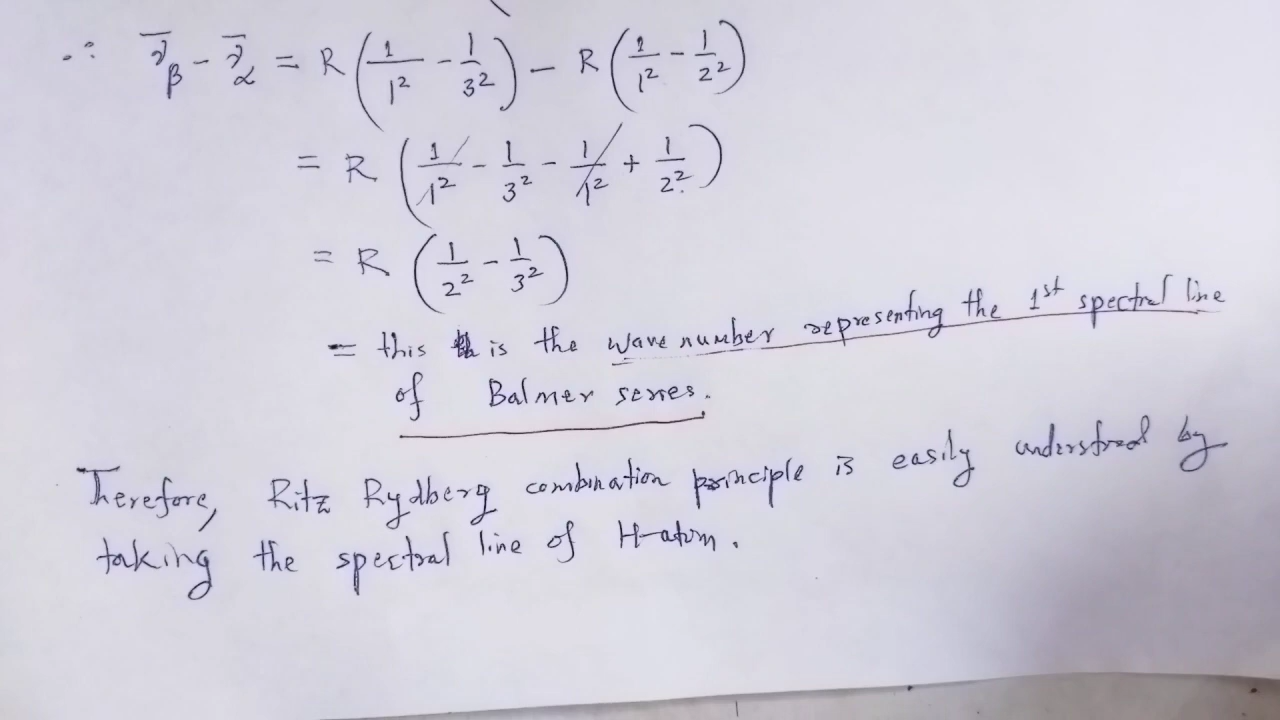 ∴ ν̅_β - ν̅_α = R (1/1² - 1/3²) - R (1/1² - 1/2²)
= R (1/1² - 1/3² - 1/1² + 1/2²)
= R (1/2² - 1/3²)
= this is the wave number representing the 1st spectral line
of Balmer series.
Therefore, Ritz Rydberg combination principle is easily understood by
taking the spectral line of H-atom.